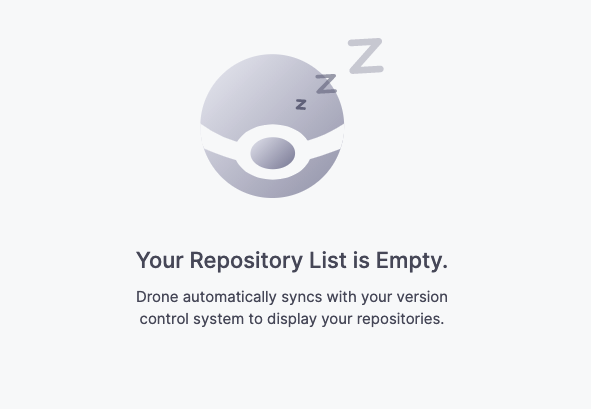 Z
Z
z
Your Repository List is Empty.
Drone automatically syncs with your version
control system to display your repositories.